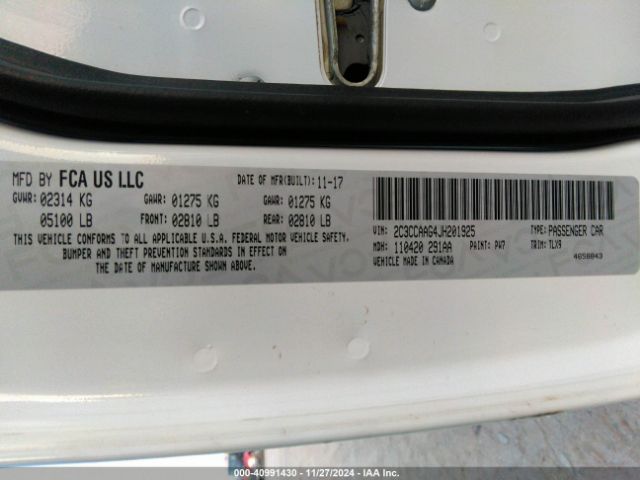 MFD BY FCA US LLC
DATE OF MFR(BUILT): 11-17
GVWR: 02314 KG
GAWR: 01275 KG
GAWR: 01275 KG
05100 LB
FRONT: 02810 LB
REAR: 02810 LB
THIS VEHICLE CONFORMS TO ALL APPLICABLE U.S.A. FEDERAL MOTOR VEHICLE SAFETY.
BUMPER AND THEFT PREVENTION STANDARDS IN EFFECT ON
THE DATE OF MANUFACTURE SHOWN ABOVE.
VIN: 2C3CCAAG4JH201925
TYPE: PASSENGER CAR
MDH: 110420 291AA
PAINT: PW7
TRIM: TLX9
VEHICLE MADE IN CANADA
4658843
000-40991430 - 11/27/2024 - IAA Inc.